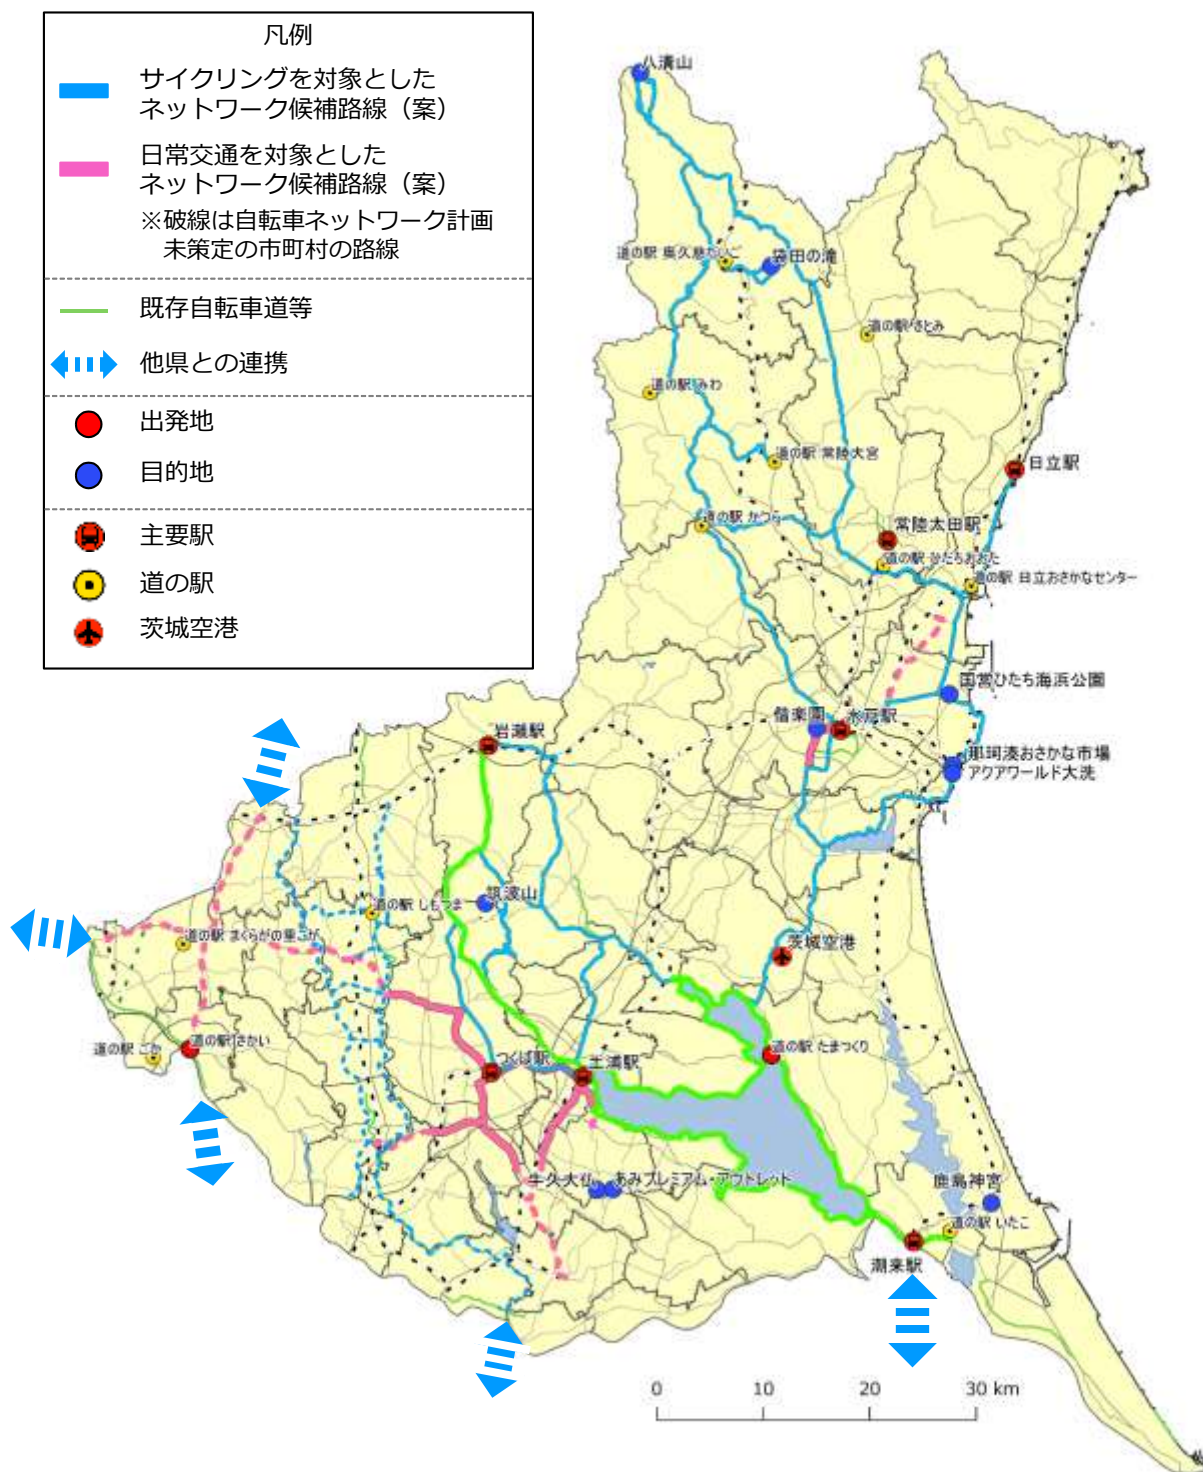 凡例
サイクリングを対象とした
ネットワーク候補路線（案）
日常交通を対象とした
ネットワーク候補路線（案）
※破線は自転車ネットワーク計画
未策定の市町村の路線
既存自転車道等
他県との連携
出発地
目的地
主要駅
道の駅
茨城空港
八溝山
道の駅 奥久慈だいご
袋田の滝
道の駅 さとみ
道の駅 みわ
道の駅 常陸大宮
日立駅
道の駅 かつら
常陸太田駅
道の駅 ひたちおおた
道の駅 日立おさかなセンター
国営ひたち海浜公園
偕楽園
水戸駅
岩瀬駅
那珂湊おさかな市場
アクアワールド大洗
筑波山
道の駅 しもつま
道の駅 まくらがの里こが
茨城空港
道の駅 ごか
道の駅 さかい
つくば駅
土浦駅
道の駅 たまつくり
牛久大仏
あみプレミアム・アウトレット
鹿島神宮
道の駅 いたこ
潮来駅
0 10 20 30 km